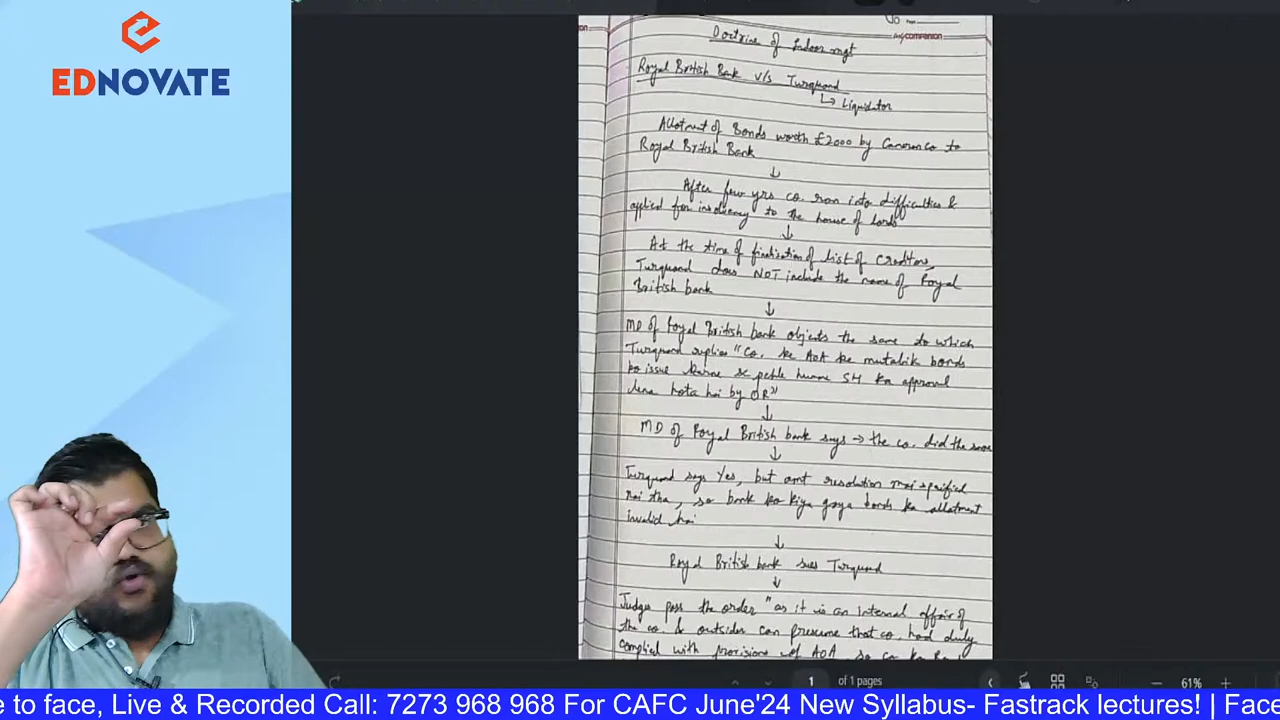 EDNOVATE
Page
companion
Doctrine of Indoor mgt
Royal British Bank v/s Turquand
↳ Liquidator
Allotment of Bonds worth £2000 by Cameron co to
Royal British Bank
↓
After few yrs co. ran into difficulties &
applied for insolvency to the house of lords
↓
At the time of finalization of list of creditors,
Turquand does NOT include the name of Royal
British bank
↓
MD of Royal British bank objects the same to which
Turquand replies "Co. ke AOA ke mutabik bonds
ko issue karne se pehle humme SH ka approval
lena hota hai by OR"
↓
MD of Royal British bank says → the co. did the same
↓
Turquand says Yes, but amt resolution mai specified
nai tha, so bank ko kiya gaya bonds ka allotment
invalid hai
↓
Royal British bank sues Turquand
↓
Judges pass the order "as it is an internal affair of
the co. & outsider can presume that co. had duly
complied with provisions of AOA, so
1 of 1 pages
61%
e to face, Live & Recorded Call: 7273 968 968 For CAFC June'24 New Syllabus- Fastrack lectures! | Face